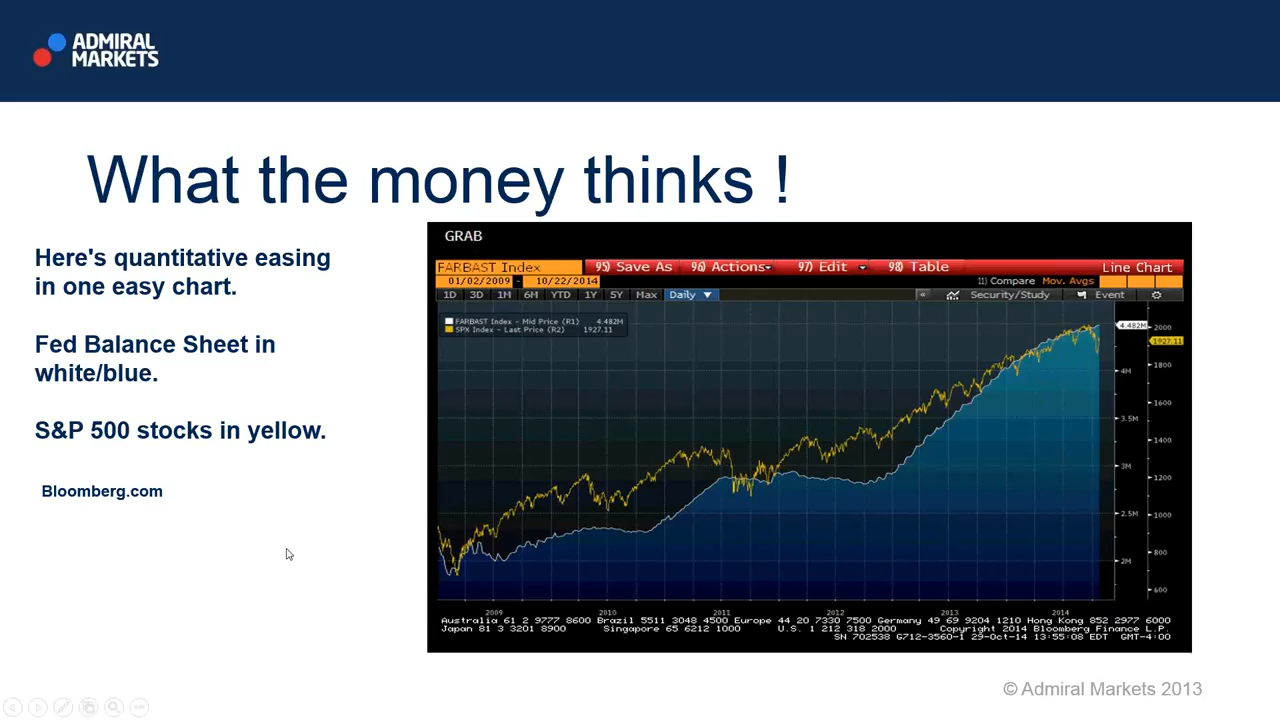 ADMIRAL
MARKETS
What the money thinks !
Here's quantitative easing
in one easy chart.
Fed Balance Sheet in
white/blue.
S&P 500 stocks in yellow.
Bloomberg.com
GRAB
FARBAST Index 95) Save As 96) Actions 97) Edit 98) Table Line Chart
01/02/2009 - 10/22/2014 11) Compare Mov. Avgs
1D 3D 1M 6M YTD 1Y 5Y Max Daily ▼ « Security/Study Event
FARBAST Index - Mid Price (R1) 4.482M
SPX Index - Last Price (R2) 1927.11
4.482M 2000
1927.11
1800
4M
1600
3.5M
1400
3M
1200
2.5M
1000
2M
800
600
2009 2010 2011 2012 2013 2014
Australia 61 2 9777 8600 Brazil 5511 3048 4500 Europe 44 20 7330 7500 Germany 49 69 9204 1210 Hong Kong 852 2977 6000
Japan 81 3 3201 8900 Singapore 65 6212 1000 U.S. 1 212 318 2000 Copyright 2014 Bloomberg Finance L.P.
SN 702538 G712-3560-1 29-Oct-14 13:55:08 EDT GMT-4:00
© Admiral Markets 2013